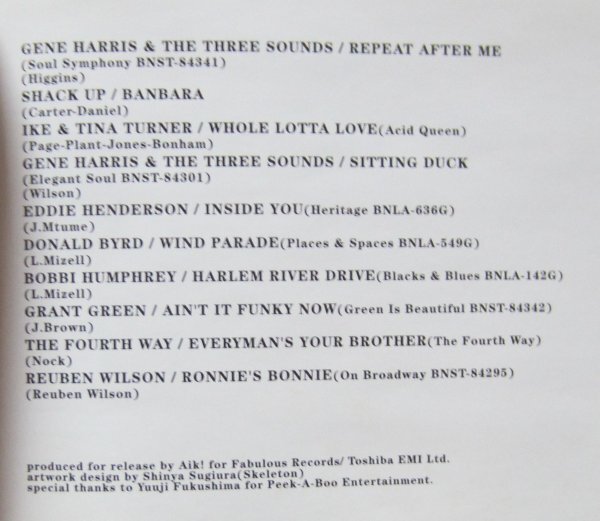 GENE HARRIS & THE THREE SOUNDS / REPEAT AFTER ME
(Soul Symphony BNST-84341)
(Higgins)
SHACK UP / BANBARA
(Carter-Daniel)
IKE & TINA TURNER / WHOLE LOTTA LOVE(Acid Queen)
(Page-Plant-Jones-Bonham)
GENE HARRIS & THE THREE SOUNDS / SITTING DUCK
(Elegant Soul BNST-84301)
(Wilson)
EDDIE HENDERSON / INSIDE YOU(Heritage BNLA-636G)
(J.Mtume)
DONALD BYRD / WIND PARADE(Places & Spaces BNLA-549G)
(L.Mizell)
BOBBI HUMPHREY / HARLEM RIVER DRIVE(Blacks & Blues BNLA-142G)
(L.Mizell)
GRANT GREEN / AIN'T IT FUNKY NOW(Green Is Beautiful BNST-84342)
(J.Brown)
THE FOURTH WAY / EVERYMAN'S YOUR BROTHER(The Fourth Way)
(Nock)
REUBEN WILSON / RONNIE'S BONNIE(On Broadway BNST-84295)
(Reuben Wilson)
produced for release by Aik! for Fabulous Records/ Toshiba EMI Ltd.
artwork design by Shinya Sugiura(Skeleton)
special thanks to Yuuji Fukushima for Peek-A-Boo Entertainment.